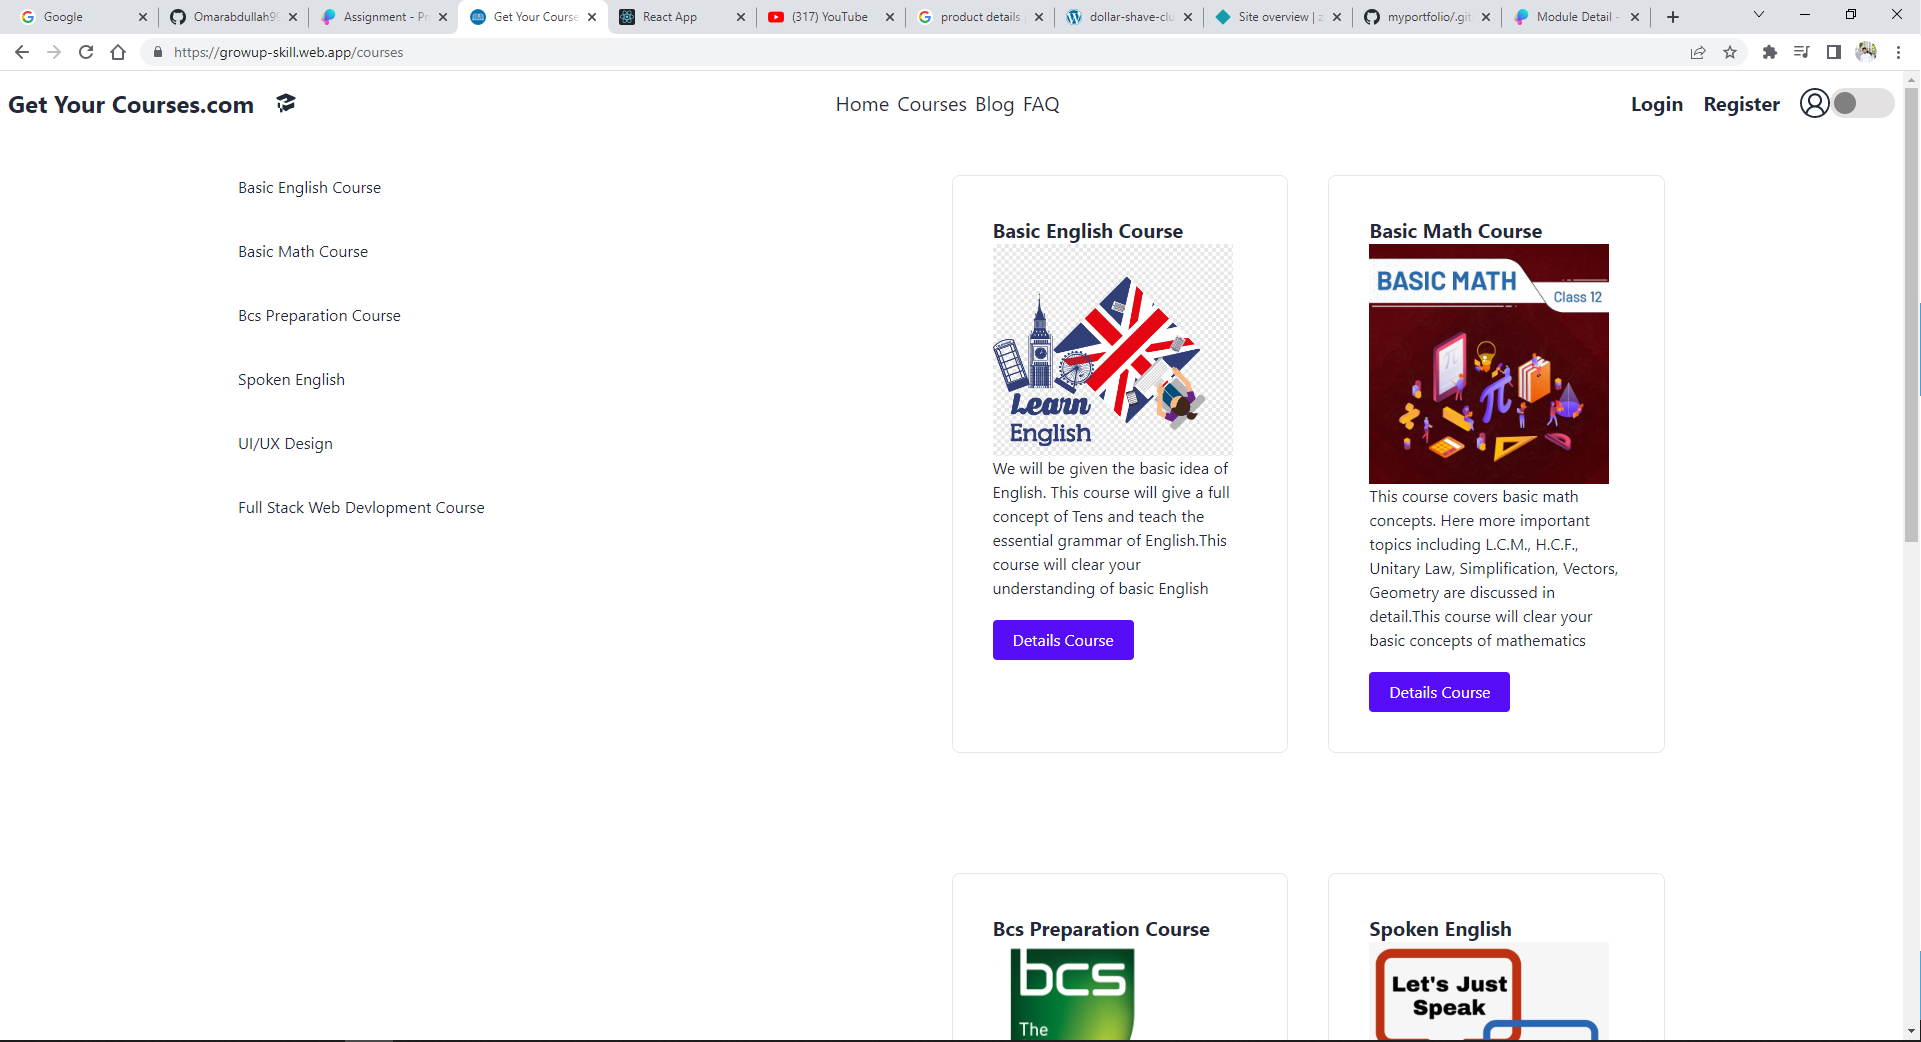 Google
Omarabdullah99
Assignment - Pr
Get Your Course
React App
(317) YouTube
product details
dollar-shave-clu
Site overview |
myportfolio/.git
Module Detail -
https://growup-skill.web.app/courses
Get Your Courses.com
Home Courses Blog FAQ
Login Register
Basic English Course
Basic Math Course
Bcs Preparation Course
Spoken English
UI/UX Design
Full Stack Web Devlopment Course
Basic English Course
Learn
English
We will be given the basic idea of
English. This course will give a full
concept of Tens and teach the
essential grammar of English.This
course will clear your
understanding of basic English
Details Course
Basic Math Course
BASIC MATH
Class 12
This course covers basic math
concepts. Here more important
topics including L.C.M., H.C.F.,
Unitary Law, Simplification, Vectors,
Geometry are discussed in
detail.This course will clear your
basic concepts of mathematics
Details Course
Bcs Preparation Course
bcs
The
Spoken English
Let's Just
Speak